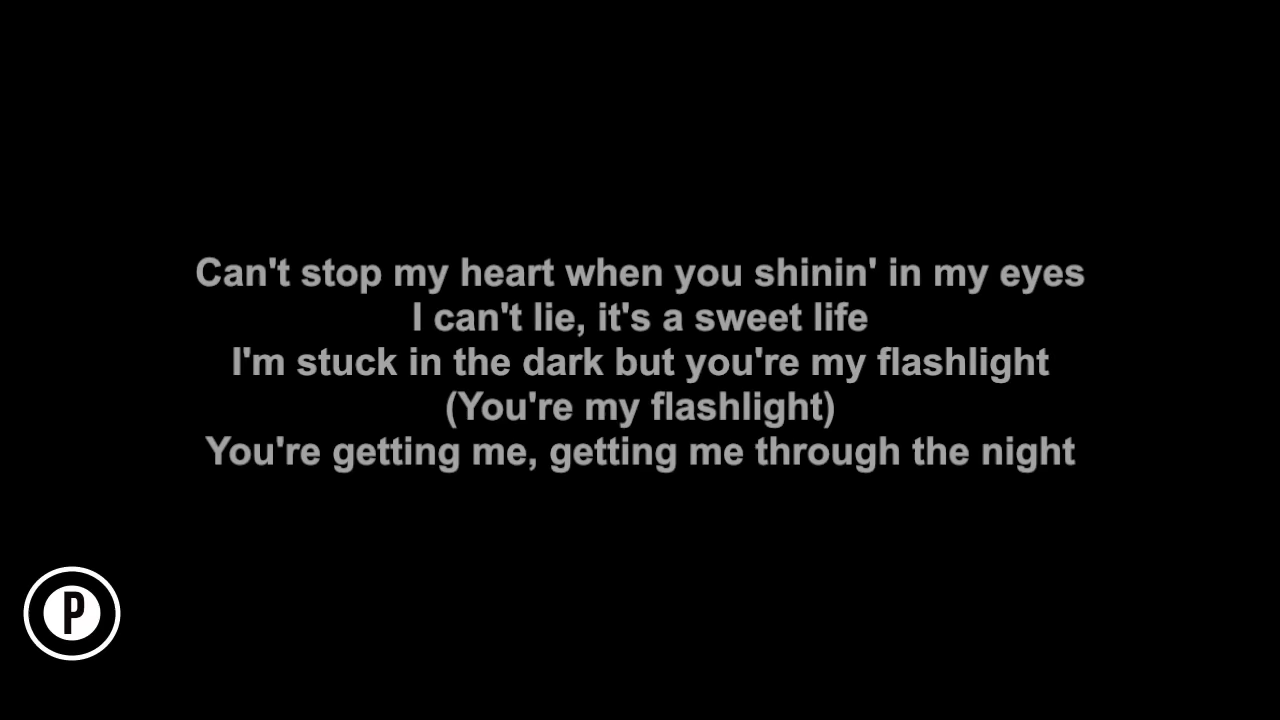 Can't stop my heart when you shinin' in my eyes
I can't lie, it's a sweet life
I'm stuck in the dark but you're my flashlight
(You're my flashlight)
You're getting me, getting me through the night
P